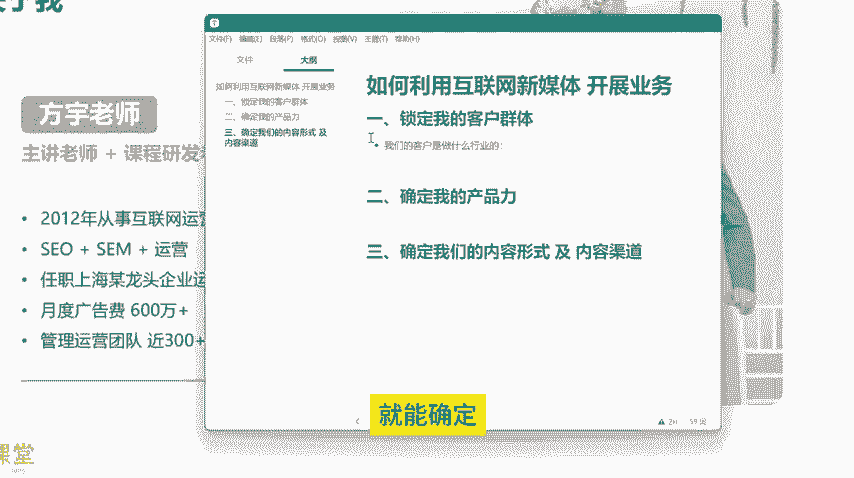 关于我
方宇老师
主讲老师 + 课程研发
2012年从事互联网运营
SEO + SEM + 运营
任职上海某龙头企业运
月度广告费 600万+
管理运营团队 近300+
课堂
文件(F) 编辑(E) 段落(P) 格式(O) 视图(V) 主题(T) 帮助(H)
文件 大纲
如何利用互联网新媒体 开展业务
一、锁定我的客户群体
二、确定我的产品力
三、确定我们的内容形式 及
内容渠道
如何利用互联网新媒体 开展业务
一、锁定我的客户群体
我们的客户是做什么行业的：
二、确定我的产品力
三、确定我们的内容形式 及 内容渠道
59 词
就能确定